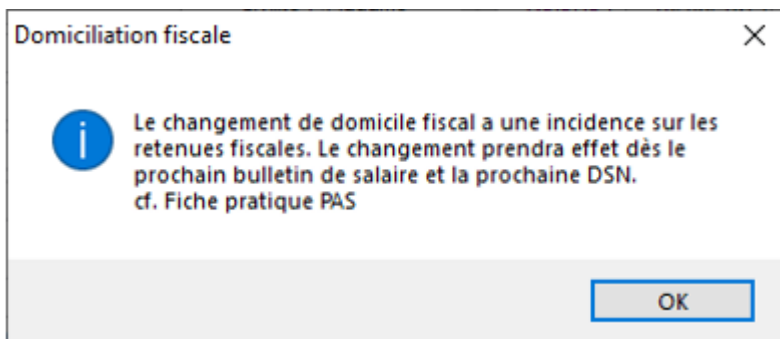 Domiciliation fiscale
Le changement de domicile fiscal a une incidence sur les
retenues fiscales. Le changement prendra effet dès le
prochain bulletin de salaire et la prochaine DSN.
cf. Fiche pratique PAS
OK